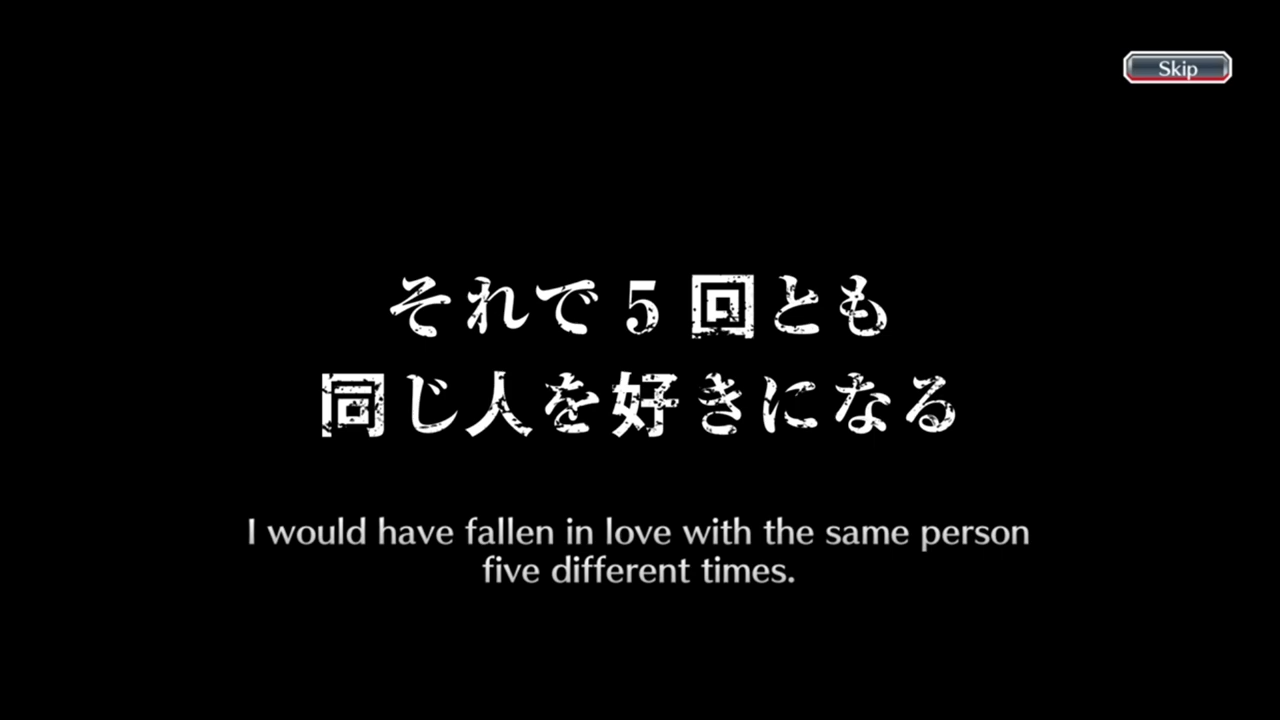 Skip
それで5回とも
同じ人を好きになる
I would have fallen in love with the same person
five different times.